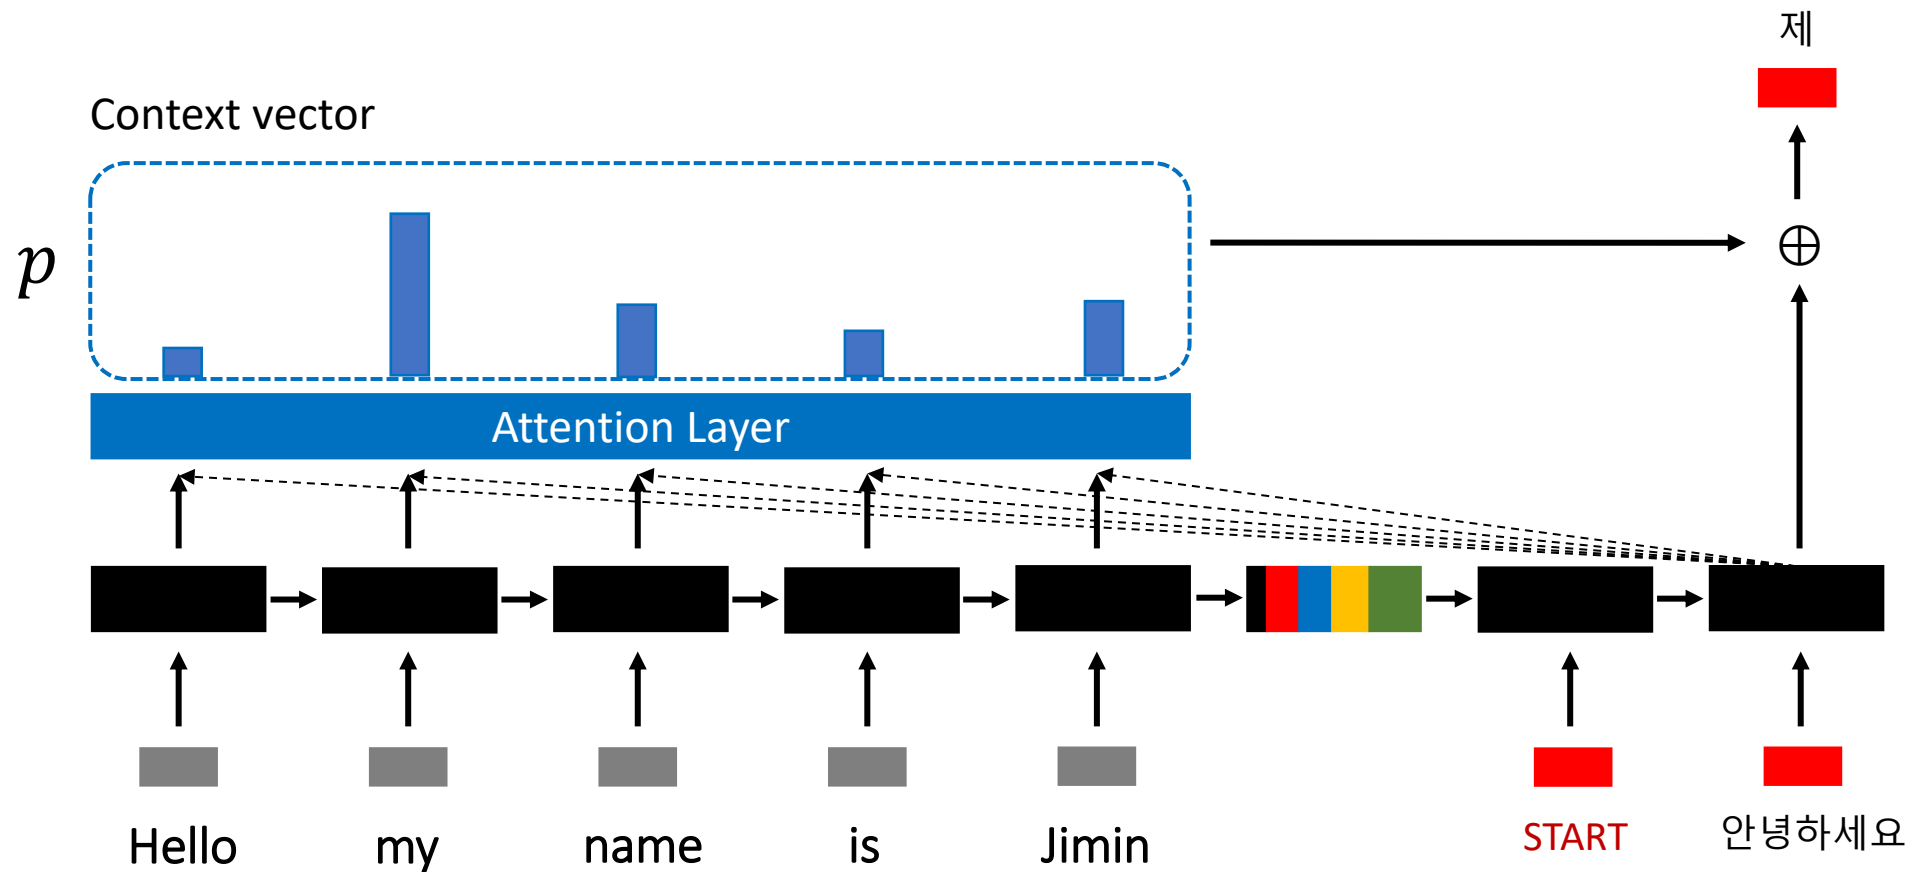 제
Context vector
p
Attention Layer
Hello my name is Jimin START 안녕하세요